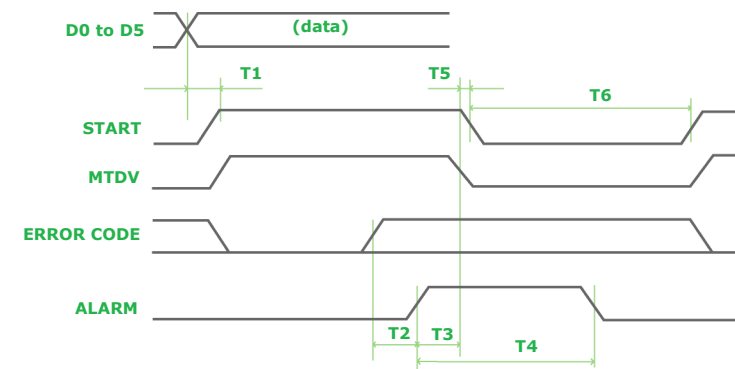 D0 to D5
(data)
T1
T5
T6
START
MTDV
ERROR CODE
ALARM
T2
T3
T4